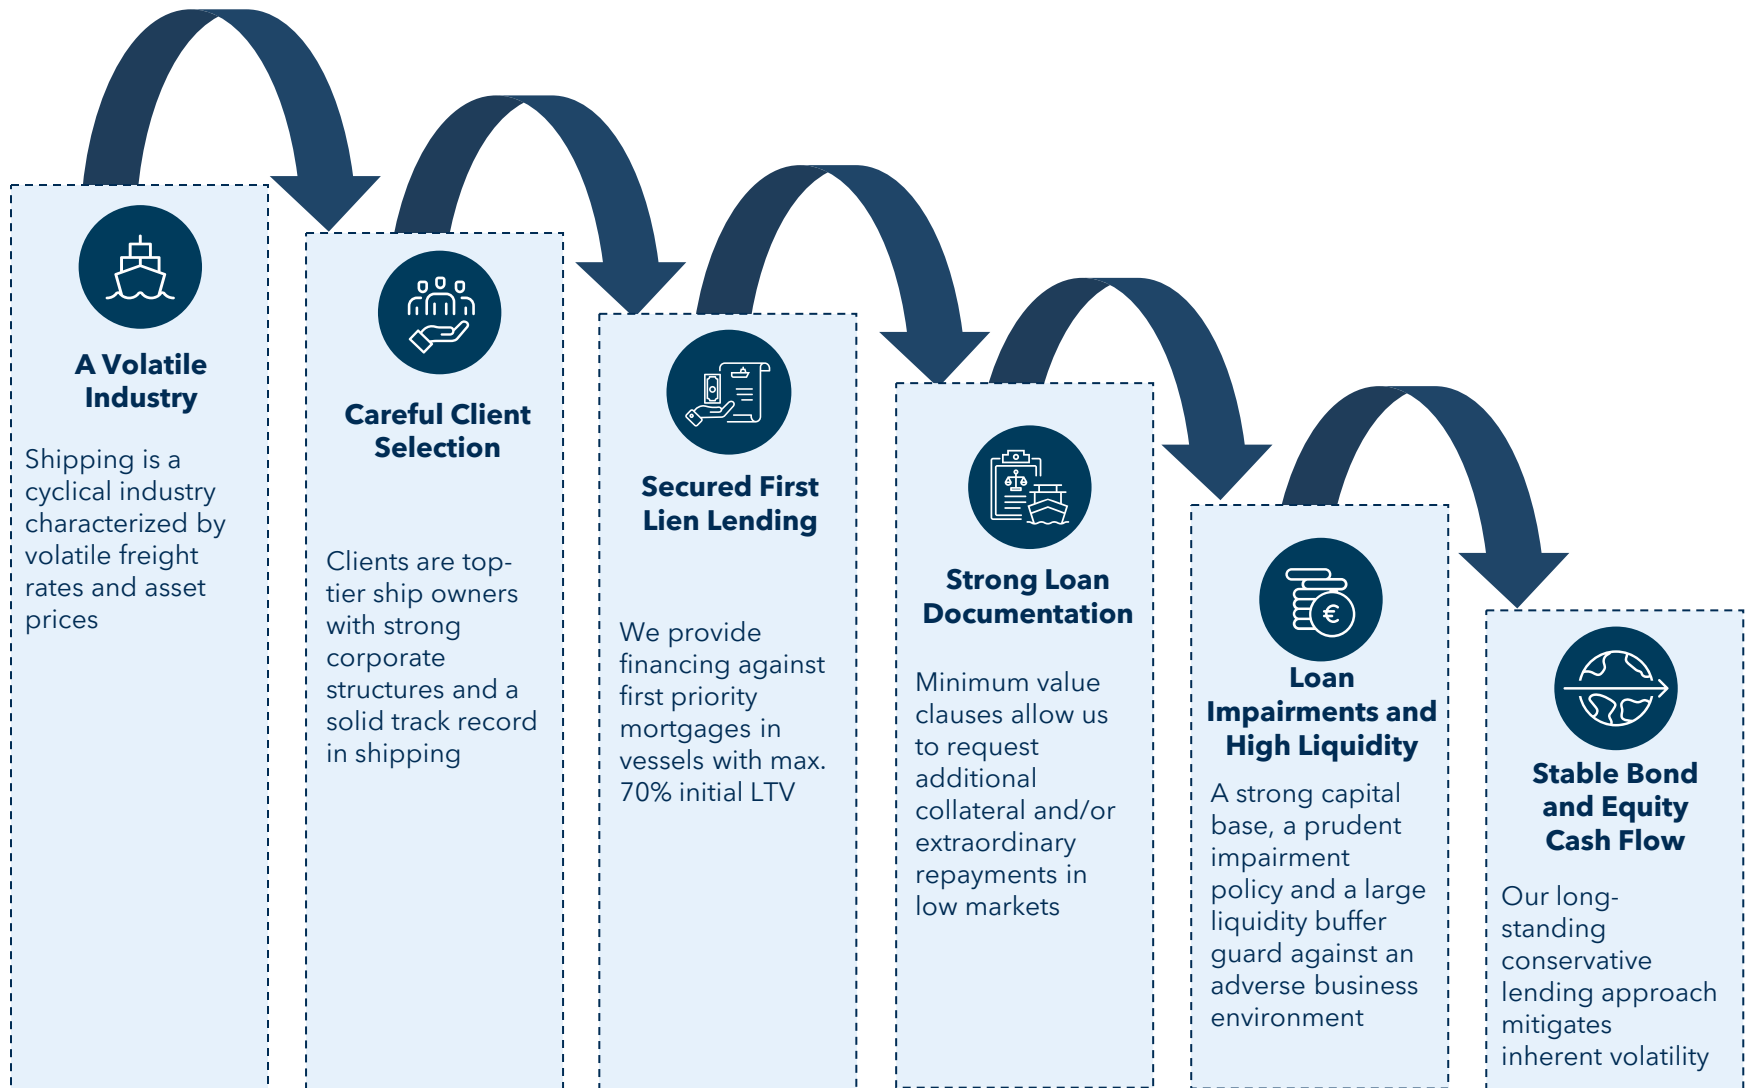 A Volatile
Industry
Shipping is a
cyclical industry
characterized by
volatile freight
rates and asset
prices
Careful Client
Selection
Clients are top-
tier ship owners
with strong
corporate
structures and a
solid track record
in shipping
Secured First
Lien Lending
We provide
financing against
first priority
mortgages in
vessels with max.
70% initial LTV
Strong Loan
Documentation
Minimum value
clauses allow us
to request
additional
collateral and/or
extraordinary
repayments in
low markets
€
Loan
Impairments and
High Liquidity
A strong capital
base, a prudent
impairment
policy and a large
liquidity buffer
guard against an
adverse business
environment
Stable Bond
and Equity
Cash Flow
Our long-
standing
conservative
lending approach
mitigates
inherent volatility